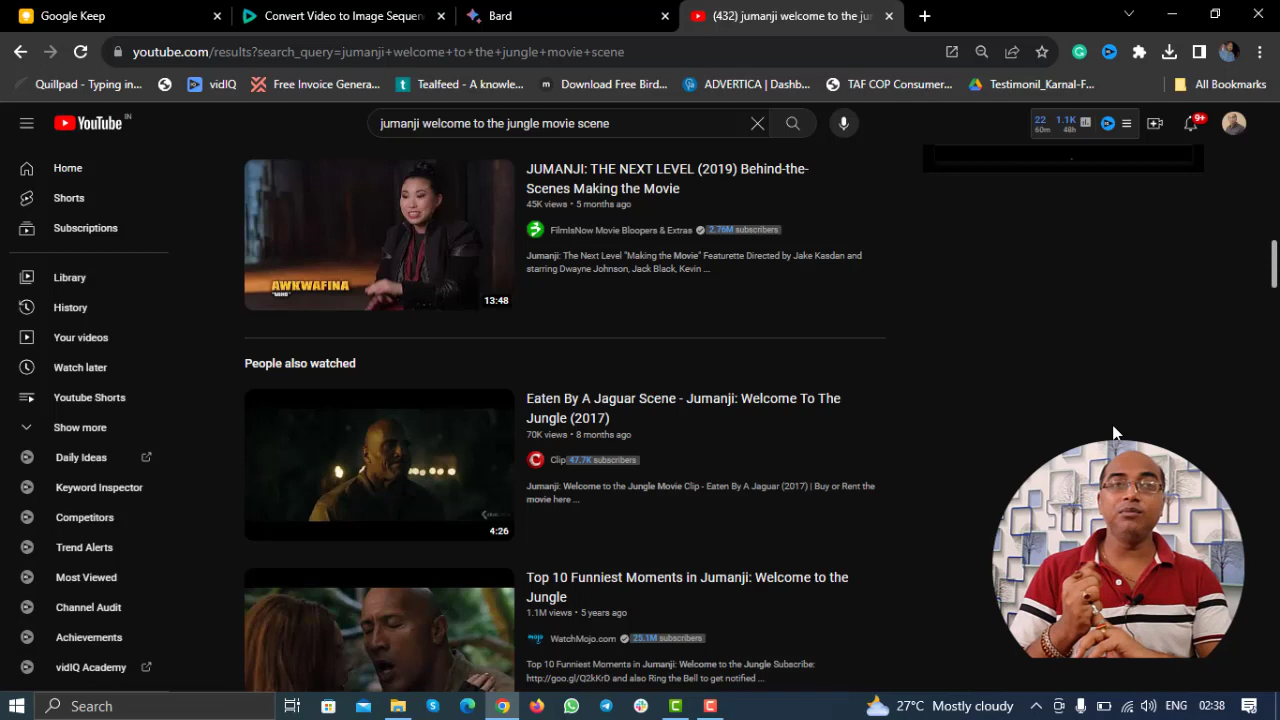 Google Keep
Convert Video to Image Sequen
Bard
(432) jumanji welcome to the jur
youtube.com/results?search_query=jumanji+welcome+to+the+jungle+movie+scene
Quillpad - Typing in...
vidIQ
Free Invoice Genera...
Tealfeed - A knowle...
Download Free Bird...
ADVERTICA | Dashb...
TAF COP Consumer...
Testimonil_Karnal-F...
All Bookmarks
YouTube IN
jumanji welcome to the jungle movie scene
22 60m
1.1K 48h
9+
Home
Shorts
Subscriptions
Library
History
Your videos
Watch later
Youtube Shorts
Show more
Daily Ideas
Keyword Inspector
Competitors
Trend Alerts
Most Viewed
Channel Audit
Achievements
vidIQ Academy
AWKWAFINA
"MING"
13:48
JUMANJI: THE NEXT LEVEL (2019) Behind-the-
Scenes Making the Movie
45K views • 5 months ago
FilmIsNow Movie Bloopers & Extras 2.76M subscribers
Jumanji: The Next Level "Making the Movie" Featurette Directed by Jake Kasdan and
starring Dwayne Johnson, Jack Black, Kevin ...
People also watched
4:26
Eaten By A Jaguar Scene - Jumanji: Welcome To The
Jungle (2017)
70K views • 8 months ago
Clip 47.7K subscribers
Jumanji: Welcome to the Jungle Movie Clip - Eaten By A Jaguar (2017) | Buy or Rent the
movie here ...
Top 10 Funniest Moments in Jumanji: Welcome to the
Jungle
1.1M views • 5 years ago
mojo WatchMojo.com 25.1M subscribers
Top 10 Funniest Moments in Jumanji: Welcome to the Jungle Subscribe:
http://goo.gl/Q2kKrD and also Ring the Bell to get notified ...
Search
27°C Mostly cloudy
ENG
02:38